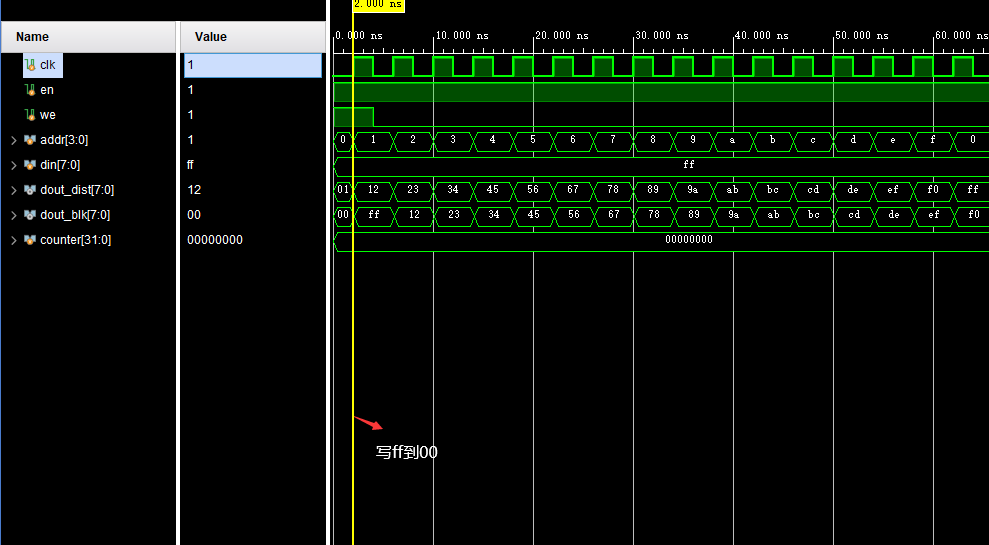 2.000 ns
Name Value
0.000 ns 10.000 ns 20.000 ns 30.000 ns 40.000 ns 50.000 ns 60.000 ns
clk 1
en 1
we 1
addr[3:0] 1 0 1 2 3 4 5 6 7 8 9 a b c d e f 0
din[7:0] ff ff
dout_dist[7:0] 12 01 12 23 34 45 56 67 78 89 9a ab bc cd de ef f0 ff
dout_blk[7:0] 00 00 ff 12 23 34 45 56 67 78 89 9a ab bc cd de ef f0
counter[31:0] 00000000 00000000
写ff到00